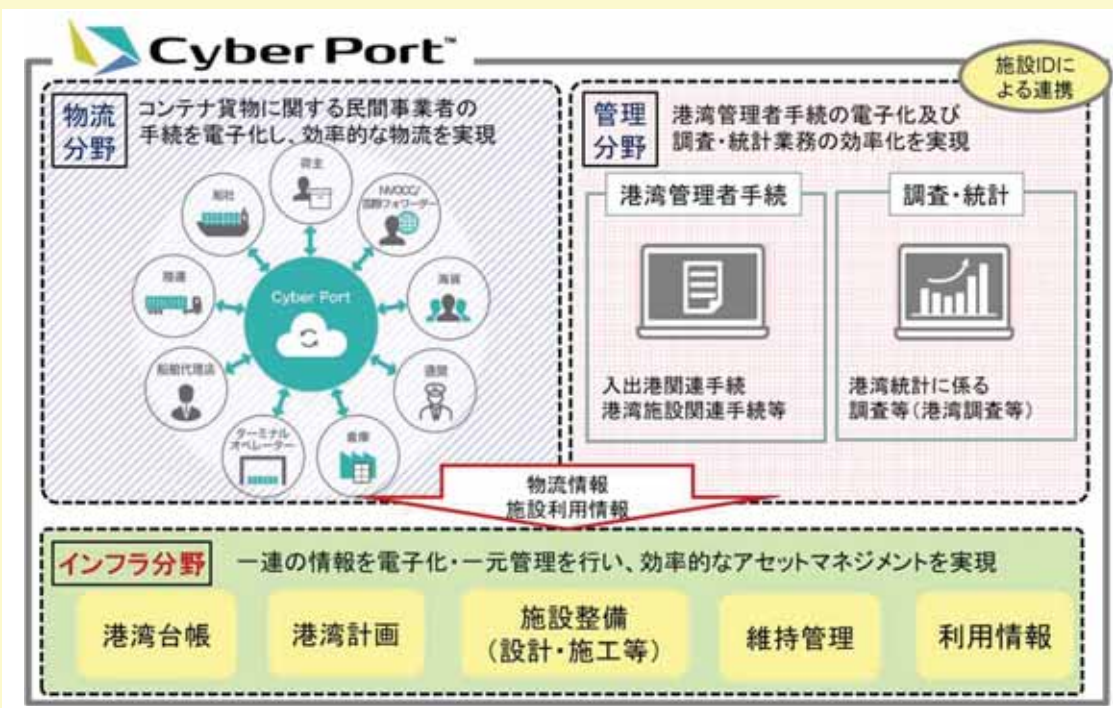 Cyber Port™
施設IDに
よる連携
物流
分野
コンテナ貨物に関する民間事業者の
手続を電子化し、効率的な物流を実現
荷主
NVOCC/
国際フォワーダー
海貨
通関
倉庫
ターミナル
オペレーター
船舶代理店
陸運
船社
Cyber Port
管理
分野
港湾管理者手続の電子化及び
調査・統計業務の効率化を実現
港湾管理者手続
入出港関連手続
港湾施設関連手続等
調査・統計
港湾統計に係る
調査等(港湾調査等)
物流情報
施設利用情報
インフラ分野
一連の情報を電子化・一元管理を行い、効率的なアセットマネジメントを実現
港湾台帳
港湾計画
施設整備
(設計・施工等)
維持管理
利用情報